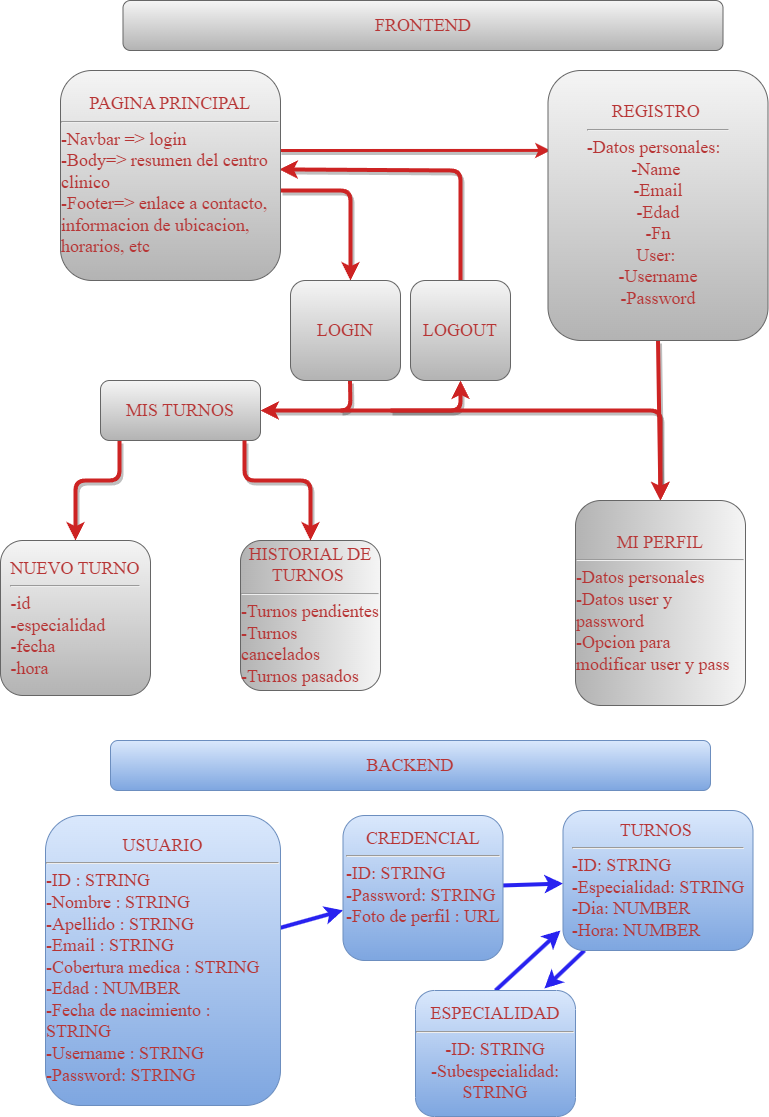 FRONTEND
PAGINA PRINCIPAL
-Navbar => login
-Body=> resumen del centro
clinico
-Footer=> enlace a contacto,
informacion de ubicacion,
horarios, etc
REGISTRO
-Datos personales:
-Name
-Email
-Edad
-Fn
User:
-Username
-Password
LOGIN
LOGOUT
MIS TURNOS
NUEVO TURNO
-id
-especialidad
-fecha
-hora
HISTORIAL DE
TURNOS
-Turnos pendientes
-Turnos
cancelados
-Turnos pasados
MI PERFIL
-Datos personales
-Datos user y
password
-Opcion para
modificar user y pass
BACKEND
USUARIO
-ID : STRING
-Nombre : STRING
-Apellido : STRING
-Email : STRING
-Cobertura medica : STRING
-Edad : NUMBER
-Fecha de nacimiento :
STRING
-Username : STRING
-Password: STRING
CREDENCIAL
-ID: STRING
-Password: STRING
-Foto de perfil : URL
TURNOS
-ID: STRING
-Especialidad: STRING
-Dia: NUMBER
-Hora: NUMBER
ESPECIALIDAD
-ID: STRING
-Subespecialidad:
STRING